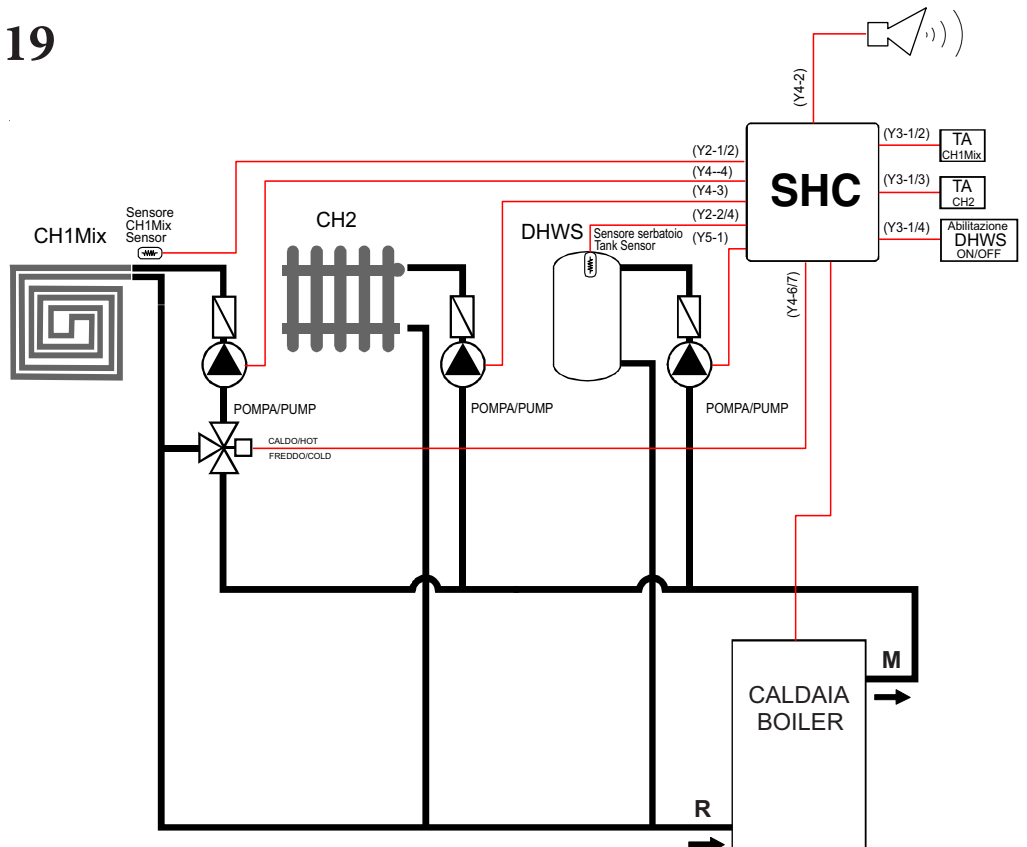 19
(Y4-2)
(Y2-1/2)
(Y4--4)
(Y4-3)
(Y2-2/4)
(Y5-1)
SHC
(Y3-1/2)
TA
CH1Mix
(Y3-1/3)
TA
CH2
(Y3-1/4)
Abilitazione
DHWS
ON/OFF
(Y4-6/7)
CH1Mix
Sensore
CH1Mix
Sensor
CH2
DHWS
Sensore serbatoio
Tank Sensor
POMPA/PUMP
POMPA/PUMP
POMPA/PUMP
CALDO/HOT
FREDDO/COLD
M
CALDAIA
BOILER
R